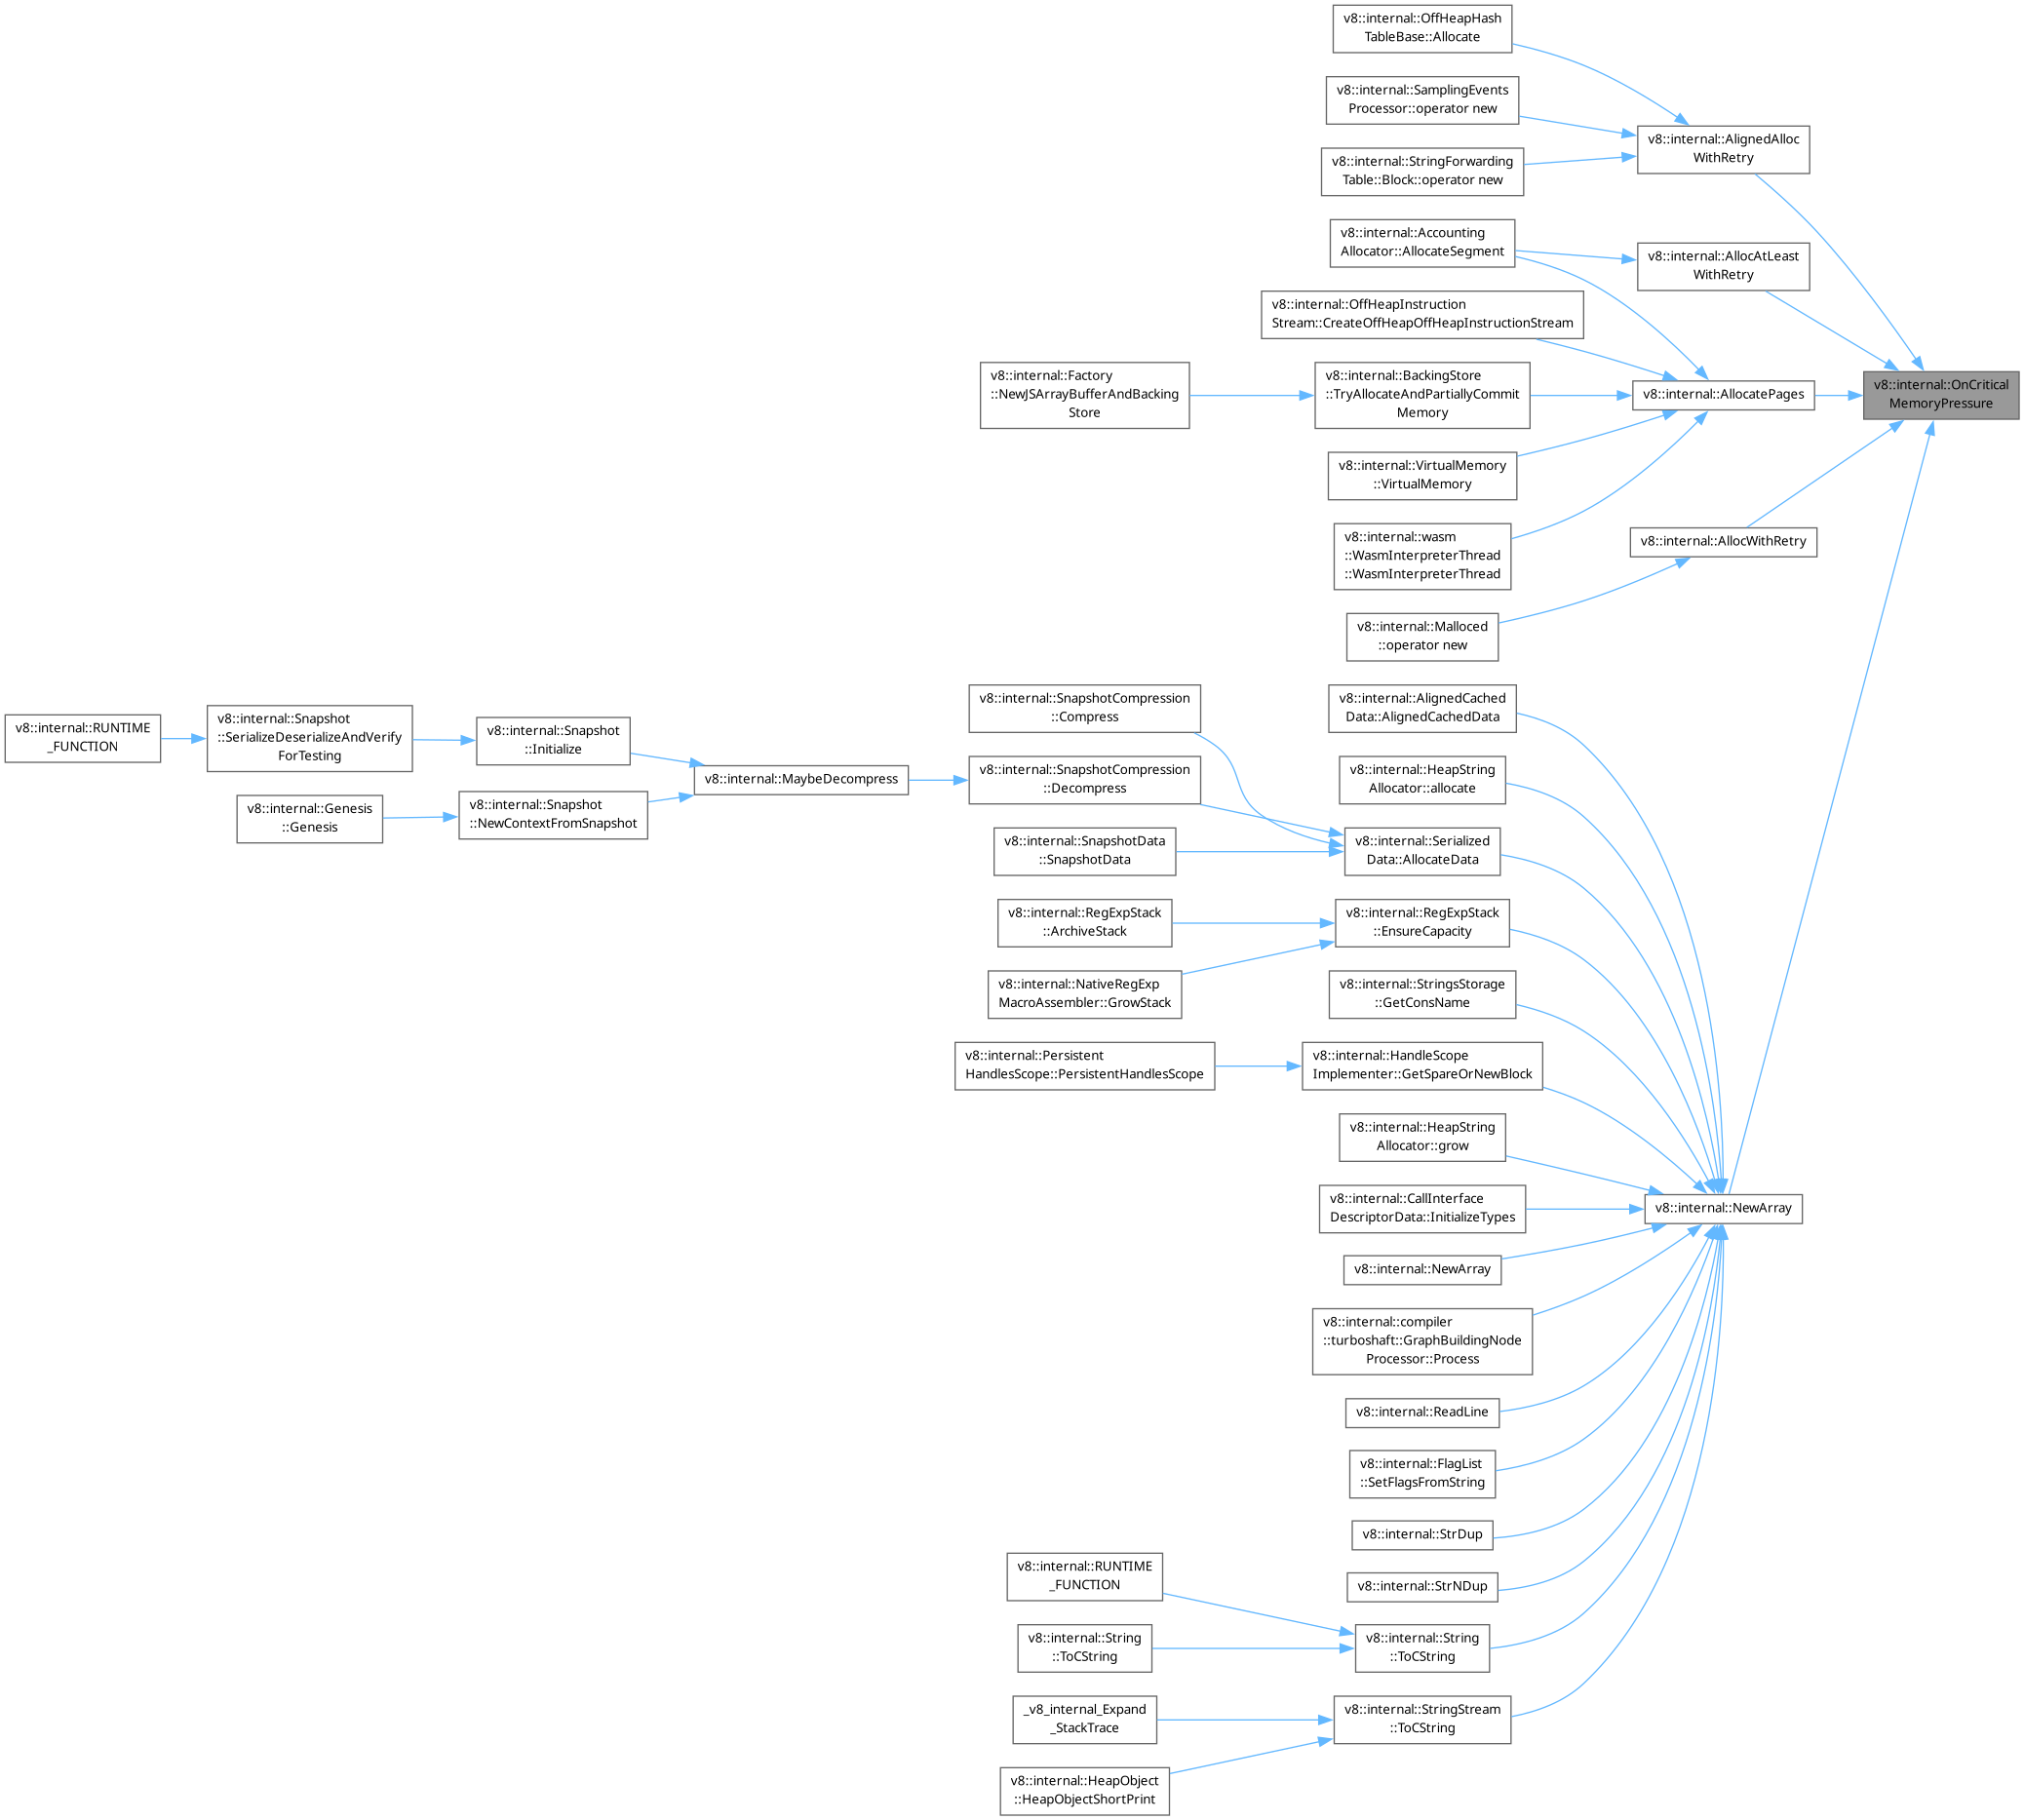 v8::internal::OffHeapHash
TableBase::Allocate
v8::internal::SamplingEvents
Processor::operator new
v8::internal::AlignedAlloc
WithRetry
v8::internal::StringForwarding
Table::Block::operator new
v8::internal::Accounting
Allocator::AllocateSegment
v8::internal::AllocAtLeast
WithRetry
v8::internal::OffHeapInstruction
Stream::CreateOffHeapOffHeapInstructionStream
v8::internal::Factory
::NewJSArrayBufferAndBacking
Store
v8::internal::BackingStore
::TryAllocateAndPartiallyCommit
Memory
v8::internal::AllocatePages
v8::internal::OnCritical
MemoryPressure
v8::internal::VirtualMemory
::VirtualMemory
v8::internal::wasm
::WasmInterpreterThread
::WasmInterpreterThread
v8::internal::AllocWithRetry
v8::internal::Malloced
::operator new
v8::internal::RUNTIME
_FUNCTION
v8::internal::Snapshot
::SerializeDeserializeAndVerify
ForTesting
v8::internal::Snapshot
::Initialize
v8::internal::SnapshotCompression
::Compress
v8::internal::AlignedCached
Data::AlignedCachedData
v8::internal::MaybeDecompress
v8::internal::SnapshotCompression
::Decompress
v8::internal::HeapString
Allocator::allocate
v8::internal::Genesis
::Genesis
v8::internal::Snapshot
::NewContextFromSnapshot
v8::internal::SnapshotData
::SnapshotData
v8::internal::Serialized
Data::AllocateData
v8::internal::RegExpStack
::ArchiveStack
v8::internal::RegExpStack
::EnsureCapacity
v8::internal::NativeRegExp
MacroAssembler::GrowStack
v8::internal::StringsStorage
::GetConsName
v8::internal::Persistent
HandlesScope::PersistentHandlesScope
v8::internal::HandleScope
Implementer::GetSpareOrNewBlock
v8::internal::HeapString
Allocator::grow
v8::internal::CallInterface
DescriptorData::InitializeTypes
v8::internal::NewArray
v8::internal::NewArray
v8::internal::compiler
::turboshaft::GraphBuildingNode
Processor::Process
v8::internal::ReadLine
v8::internal::FlagList
::SetFlagsFromString
v8::internal::StrDup
v8::internal::RUNTIME
_FUNCTION
v8::internal::StrNDup
v8::internal::String
::ToCString
v8::internal::String
::ToCString
_v8_internal_Expand
_StackTrace
v8::internal::StringStream
::ToCString
v8::internal::HeapObject
::HeapObjectShortPrint